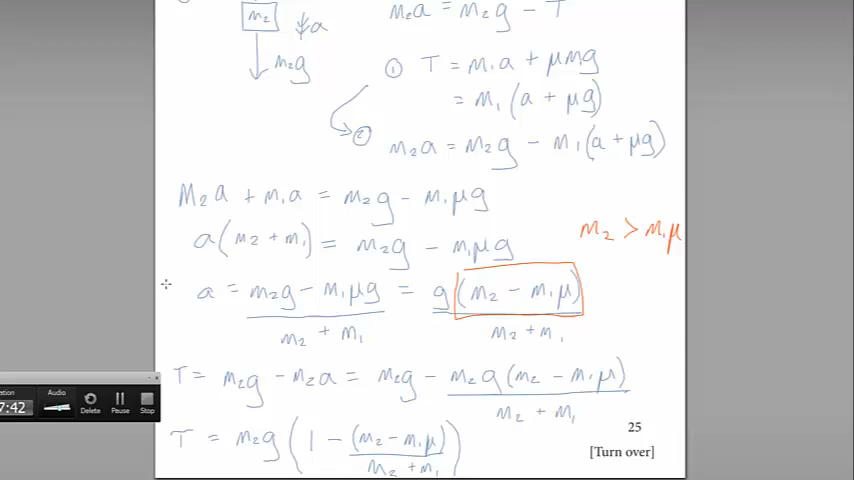 m₂a = m₂g - T
m₂ a
m₂g
① T = m₁a + μm₁g
= m₁(a + μg)
② m₂a = m₂g - m₁(a + μg)
m₂a + m₁a = m₂g - m₁μg
a(m₂ + m₁) = m₂g - m₁μg
m₂ > m₁μ
a = m₂g - m₁μg / m₂ + m₁ = g(m₂ - m₁μ) / m₂ + m₁
T = m₂g - m₂a = m₂g - m₂g(m₂ - m₁μ) / m₂ + m₁
T = m₂g(1 - (m₂ - m₁μ) / m₂ + m₁)
25
[Turn over]
Audio
7:42
Delete Pause Stop